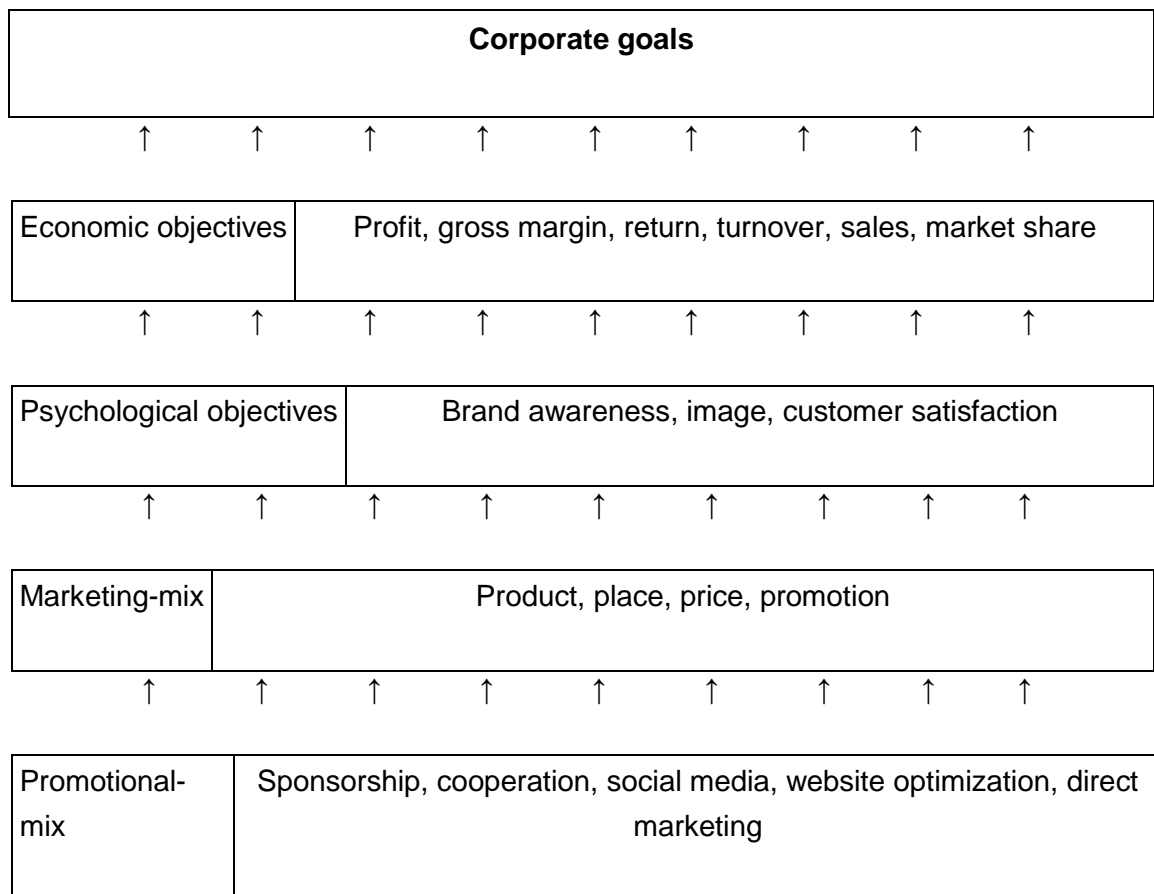 Corporate goals
↑ ↑ ↑ ↑ ↑ ↑ ↑ ↑ ↑
Economic objectives Profit, gross margin, return, turnover, sales, market share
↑ ↑ ↑ ↑ ↑ ↑ ↑ ↑ ↑
Psychological objectives Brand awareness, image, customer satisfaction
↑ ↑ ↑ ↑ ↑ ↑ ↑ ↑ ↑
Marketing-mix Product, place, price, promotion
↑ ↑ ↑ ↑ ↑ ↑ ↑ ↑ ↑
Promotional-
mix
Sponsorship, cooperation, social media, website optimization, direct
marketing